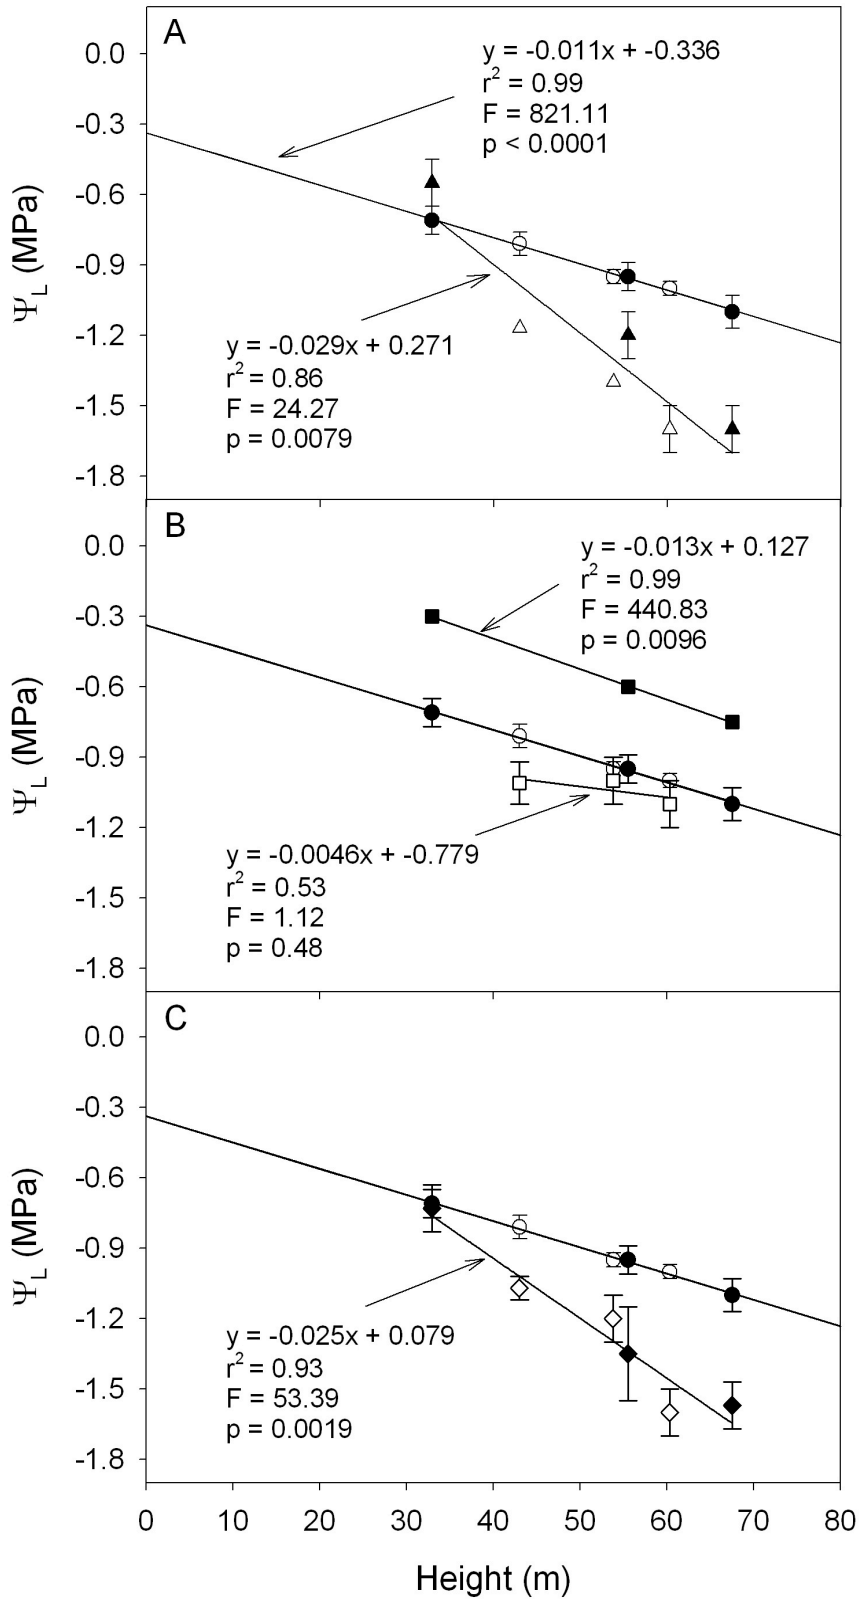 A
0.0
-0.3
-0.6
-0.9
-1.2
-1.5
-1.8
Ψ_L (MPa)
y = -0.011x + -0.336
r² = 0.99
F = 821.11
p < 0.0001
y = -0.029x + 0.271
r² = 0.86
F = 24.27
p = 0.0079
B
0.0
-0.3
-0.6
-0.9
-1.2
-1.5
-1.8
Ψ_L (MPa)
y = -0.013x + 0.127
r² = 0.99
F = 440.83
p = 0.0096
y = -0.0046x + -0.779
r² = 0.53
F = 1.12
p = 0.48
C
0.0
-0.3
-0.6
-0.9
-1.2
-1.5
-1.8
Ψ_L (MPa)
y = -0.025x + 0.079
r² = 0.93
F = 53.39
p = 0.0019
0 10 20 30 40 50 60 70 80
Height (m)